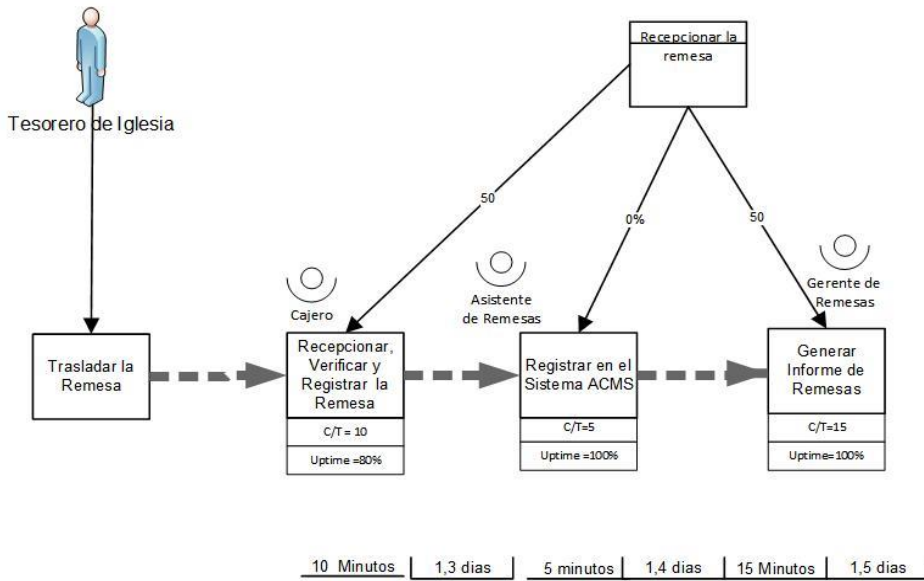 Recepcionar la
remesa
Tesorero de Iglesia
50
0%
50
Cajero
Asistente
de Remesas
Gerente de
Remesas
Trasladar la
Remesa
Recepcionar,
Verificar y
Registrar la
Remesa
C/T = 10
Uptime =80%
Registrar en el
Sistema ACMS
C/T=5
Uptime =100%
Generar
Informe de
Remesas
C/T=15
Uptime=100%
10 Minutos
1,3 dias
5 minutos
1,4 dias
15 Minutos
1,5 dias